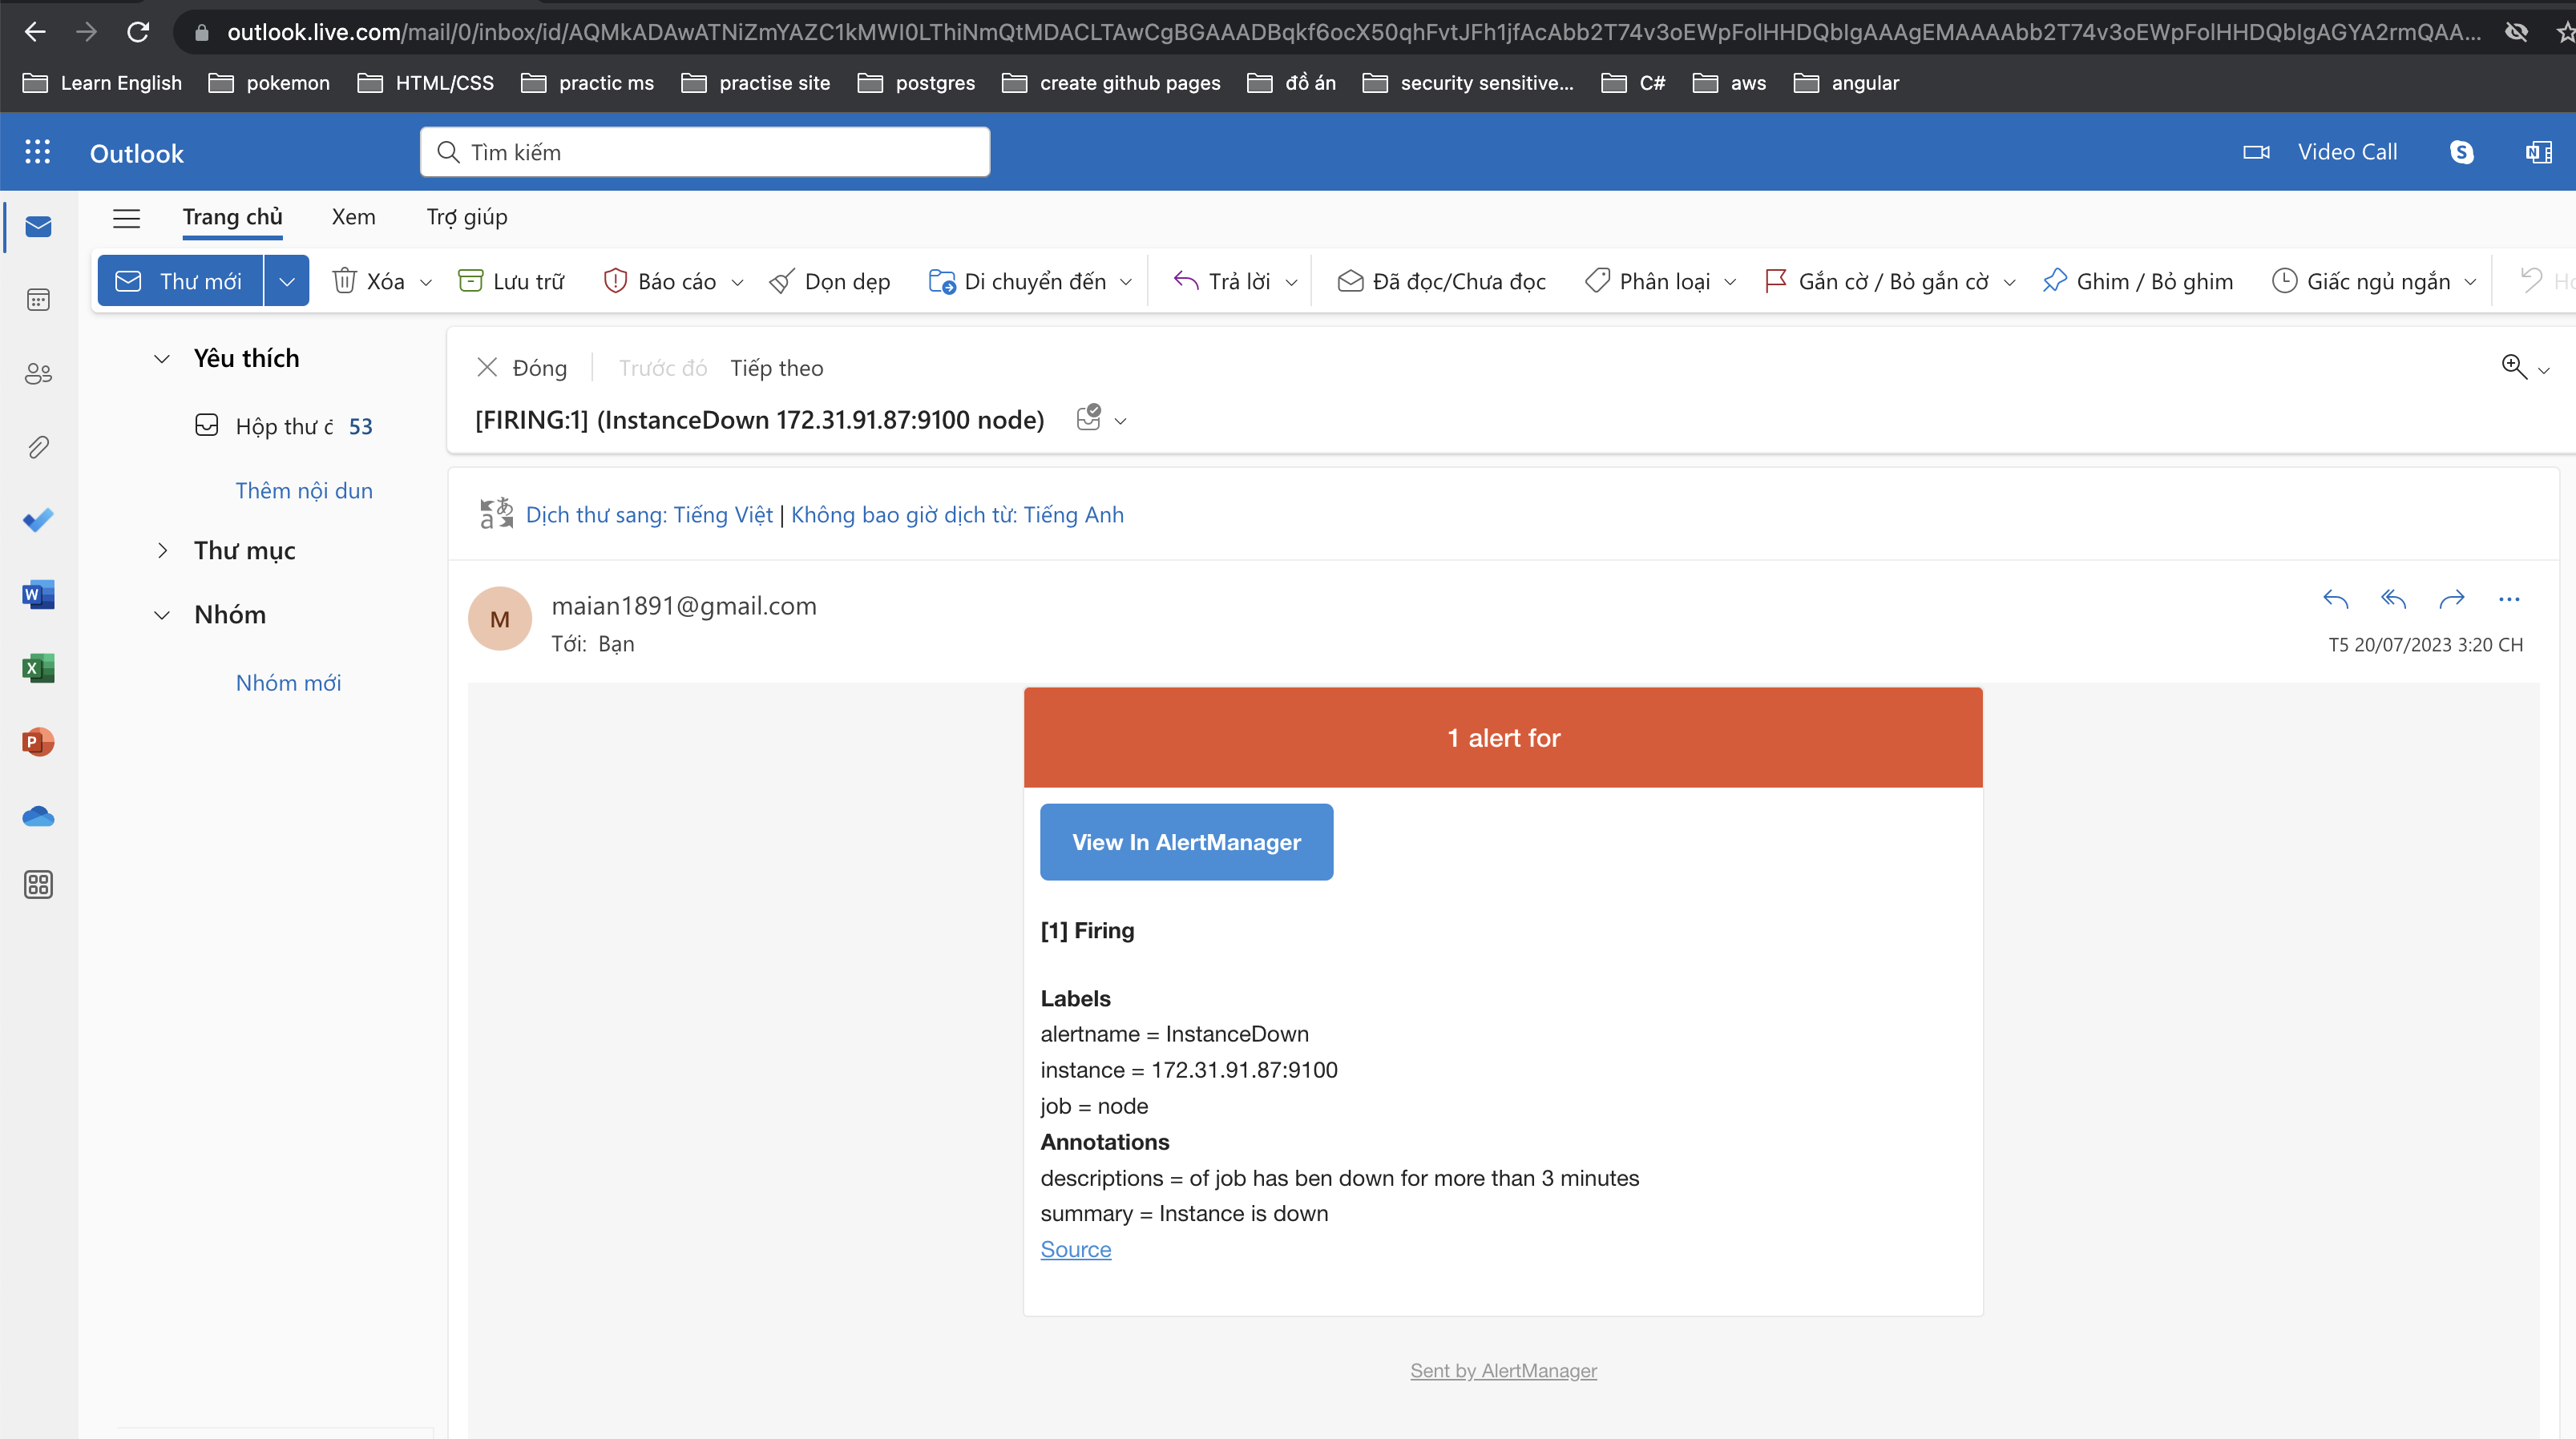 outlook.live.com/mail/0/inbox/id/AQMkADAwATNiZmYAZC1kMWI0LThiNmQtMDACLTAwCgBGAAADBqkf6ocX50qhFvtJFh1jfAcAbb2T74v3oEWpFolHHDQbIgAAAgEMAAAAbb2T74v3oEWpFolHHDQbIgAGYA2rmQAA...
Learn English pokemon HTML/CSS practic ms practise site postgres create github pages đồ án security sensitive... C# aws angular
Outlook Tìm kiếm Video Call
Trang chủ Xem Trợ giúp
Thư mới Xóa Lưu trữ Báo cáo Dọn dẹp Di chuyển đến Trả lời Đã đọc/Chưa đọc Phân loại Gắn cờ / Bỏ gắn cờ Ghim / Bỏ ghim Giấc ngủ ngắn
Yêu thích
Hộp thư đ 53
Thêm nội dun
Thư mục
Nhóm
Nhóm mới
Đóng Trước đó Tiếp theo
[FIRING:1] (InstanceDown 172.31.91.87:9100 node)
Dịch thư sang: Tiếng Việt | Không bao giờ dịch từ: Tiếng Anh
M maian1891@gmail.com
Tới: Bạn
T5 20/07/2023 3:20 CH
1 alert for
View In AlertManager
[1] Firing
Labels
alertname = InstanceDown
instance = 172.31.91.87:9100
job = node
Annotations
descriptions = of job has ben down for more than 3 minutes
summary = Instance is down
Source
Sent by AlertManager